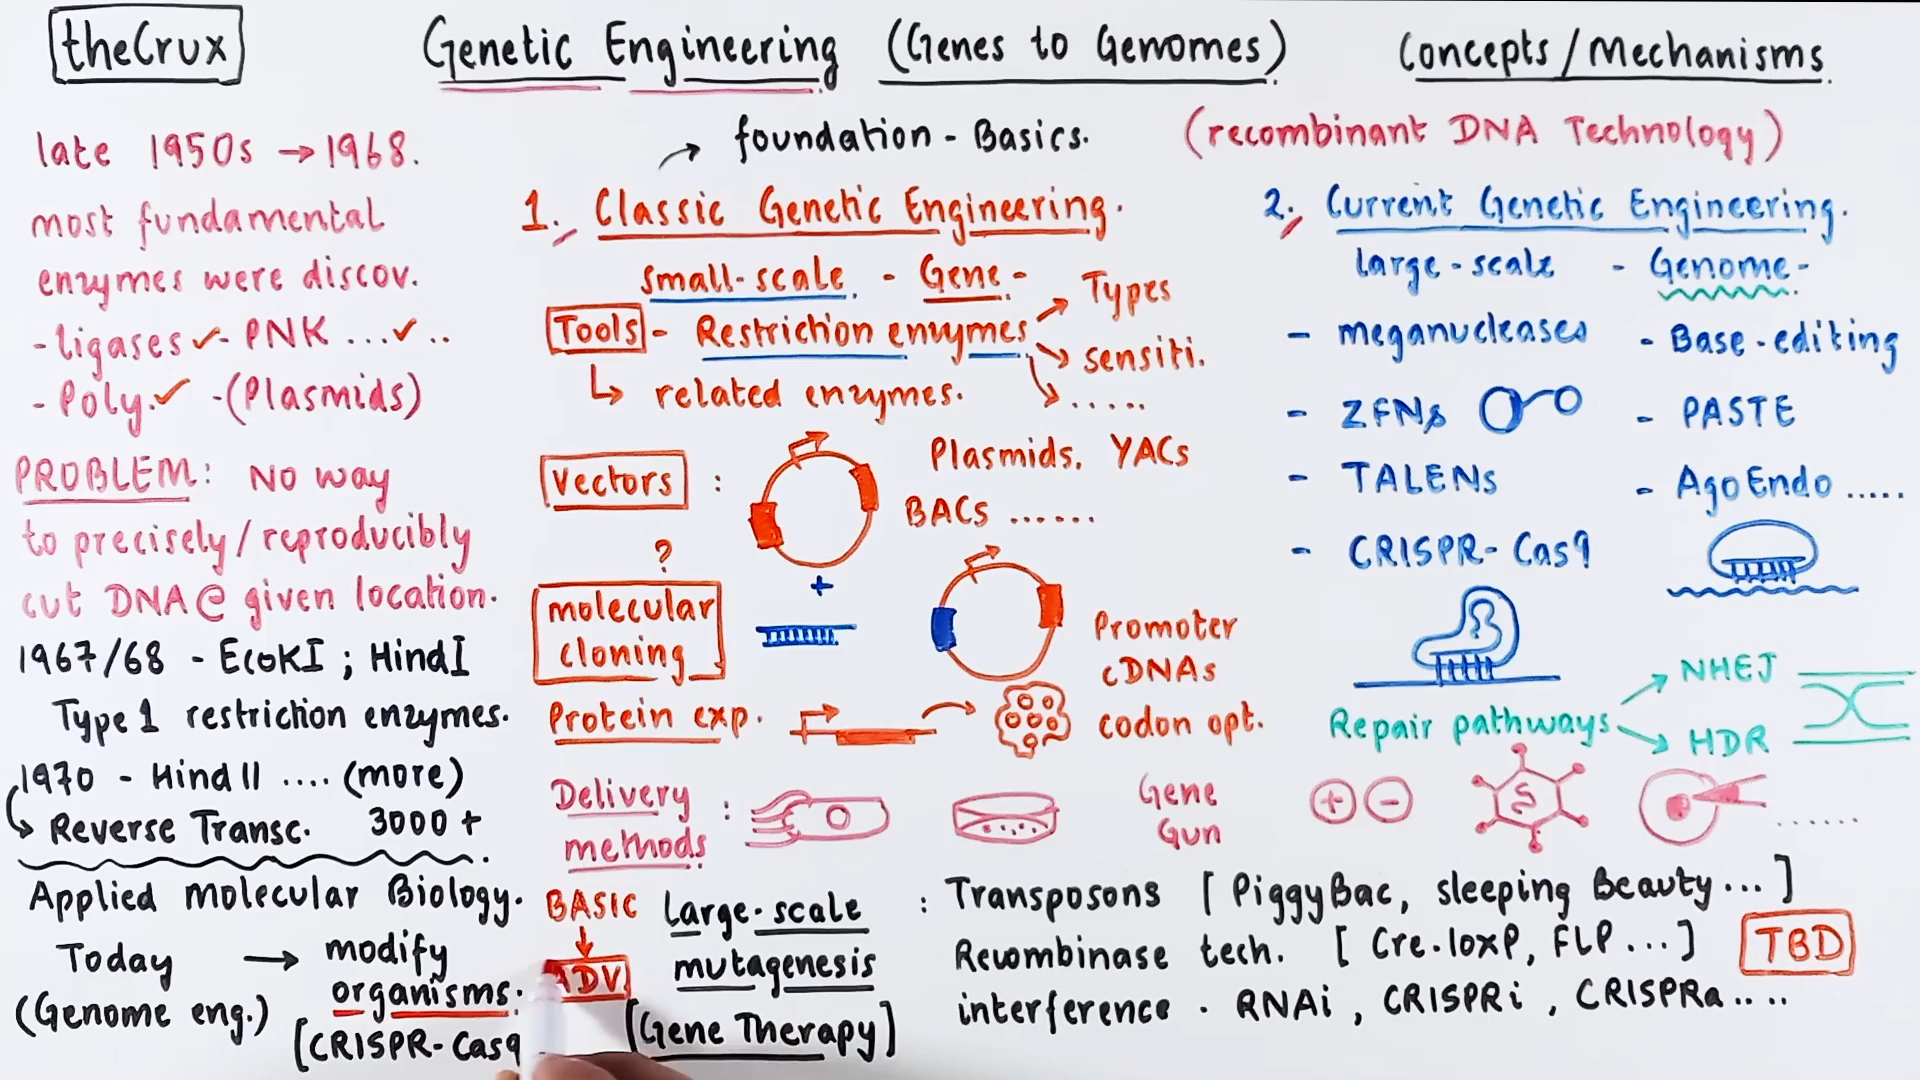 theCrux
Genetic Engineering (Genes to Genomes) Concepts/Mechanisms.
late 1950s → 1968.
most fundamental
enzymes were discov.
- ligases ✓ - PNK ...✓..
- Poly.✓ - (Plasmids)
PROBLEM: No way
to precisely/reproducibly
cut DNA @ given location.
1967/68 - EcoKI ; HindI
Type 1 restriction enzymes.
1970 - Hind II .... (more)
↳ Reverse Transc. 3000 +
Applied Molecular Biology.
Today → modify
(Genome eng.) organisms:
[CRISPR-Cas9
→ foundation - Basics.
(recombinant DNA Technology)
1. Classic Genetic Engineering.
small-scale - Gene -
Tools - Restriction enzymes → Types
→ sensiti.
↳ related enzymes. → .....
Vectors : Plasmids. YACs
BACs ......
?
+
molecular
cloning
Promoter
cDNAs
codon opt.
Protein exp.
Delivery
methods :
Gene
Gun
+ -
......
BASIC
↓
ADV
Large-scale
mutagenesis
[Gene Therapy]
: Transposons [PiggyBac, sleeping Beauty...]
Recombinase tech. [Cre-loxP, FLP...]
TBD
interference - RNAi, CRISPRi, CRISPRa....
2. Current Genetic Engineering.
large-scale - Genome -
- meganucleases
- ZFNs
- TALENs
- CRISPR-Cas9
- Base-editing
- PASTE
- AgoEndo .....
Repair pathways → NHEJ
→ HDR